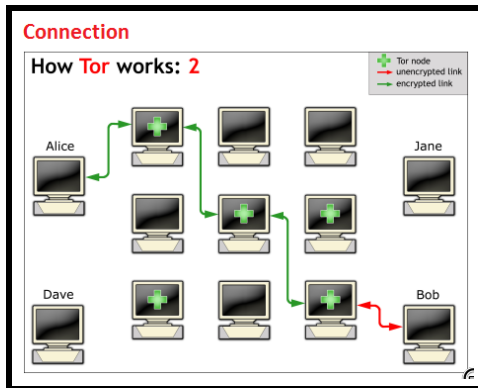 Connection
How Tor works: 2
Tor node
unencrypted link
encrypted link
Alice
Jane
Dave
Bob